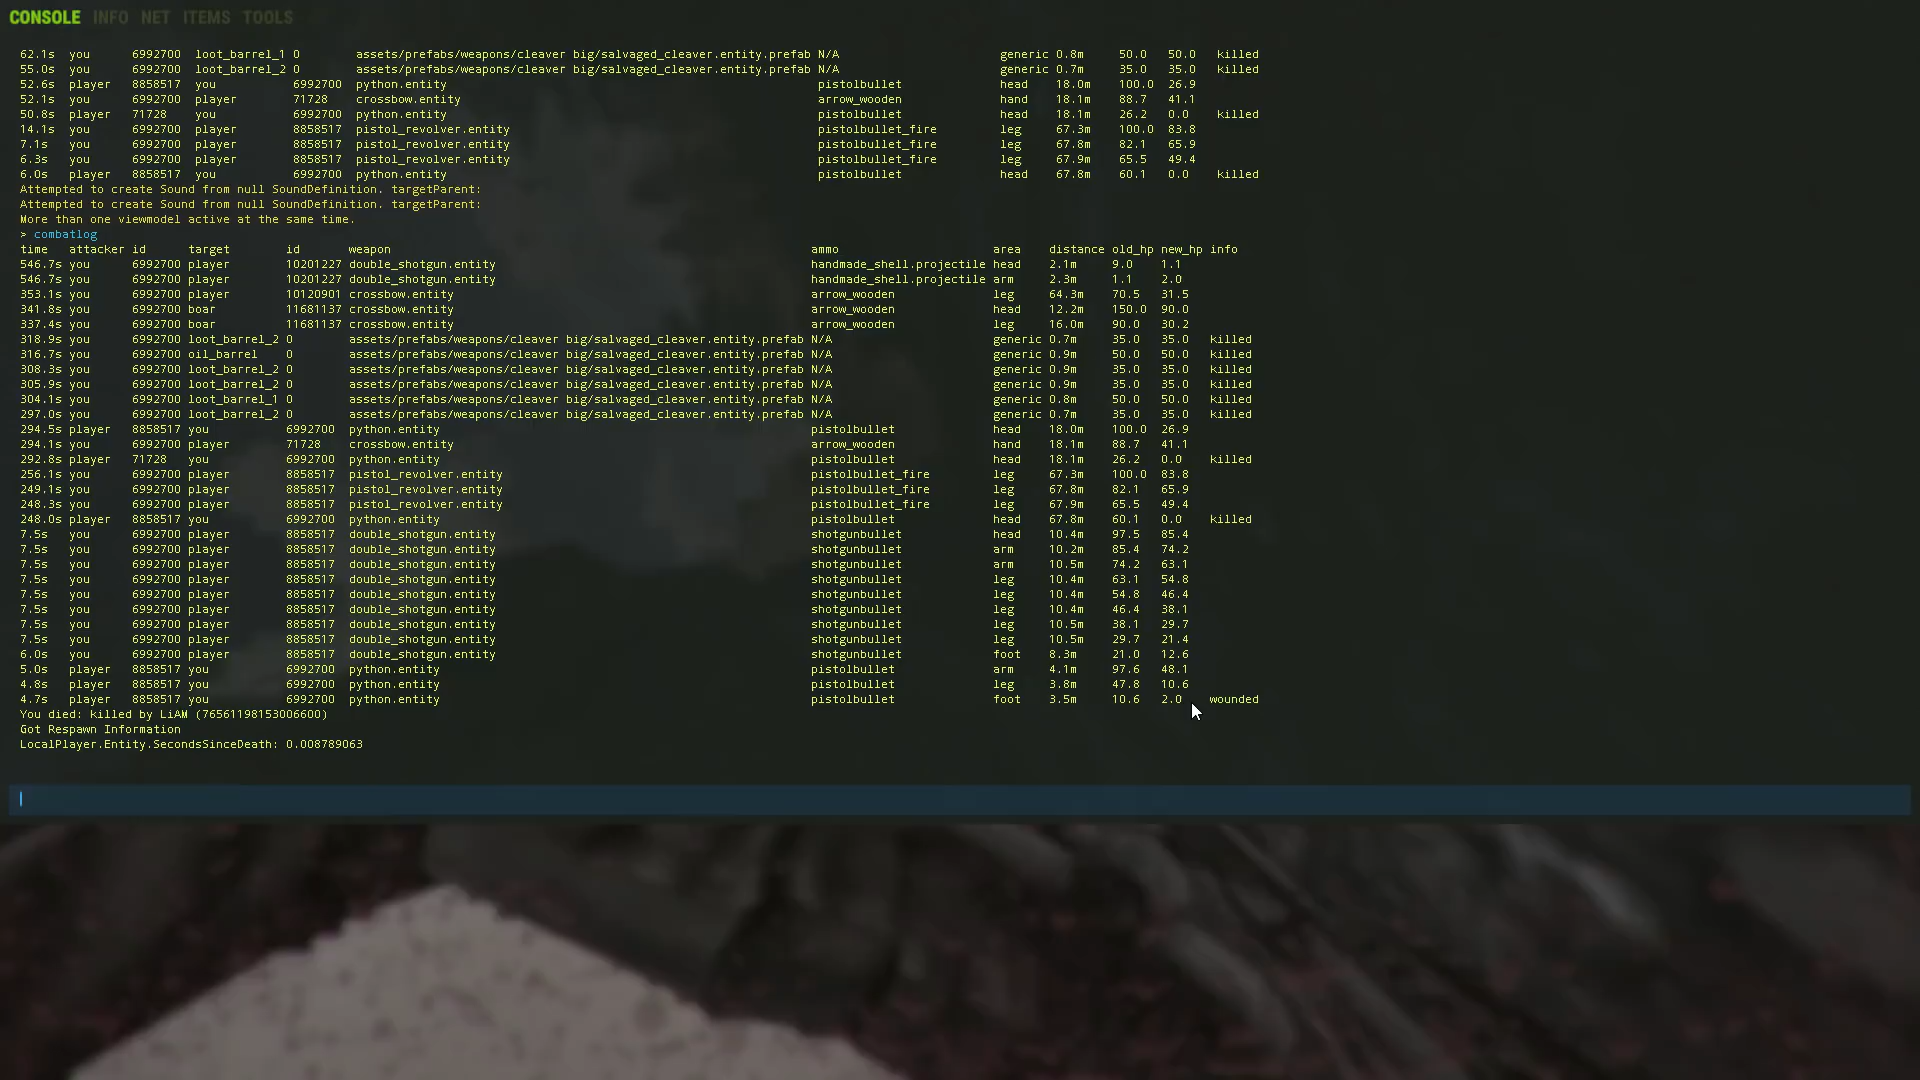 CONSOLE INFO NET ITEMS TOOLS
62.1s you 6992700 loot_barrel_1 0 assets/prefabs/weapons/cleaver big/salvaged_cleaver.entity.prefab N/A generic 0.8m 50.0 50.0 killed
55.0s you 6992700 loot_barrel_2 0 assets/prefabs/weapons/cleaver big/salvaged_cleaver.entity.prefab N/A generic 0.7m 35.0 35.0 killed
52.6s player 8858517 you 6992700 python.entity pistolbullet head 18.0m 100.0 26.9
52.1s you 6992700 player 71728 crossbow.entity arrow_wooden hand 18.1m 88.7 41.1
50.8s player 71728 you 6992700 python.entity pistolbullet head 18.1m 26.2 0.0 killed
14.1s you 6992700 player 8858517 pistol_revolver.entity pistolbullet_fire leg 67.3m 100.0 83.8
7.1s you 6992700 player 8858517 pistol_revolver.entity pistolbullet_fire leg 67.8m 82.1 65.9
6.3s you 6992700 player 8858517 pistol_revolver.entity pistolbullet_fire leg 67.9m 65.5 49.4
6.0s player 8858517 you 6992700 python.entity pistolbullet head 67.8m 60.1 0.0 killed
Attempted to create Sound from null SoundDefinition. targetParent:
Attempted to create Sound from null SoundDefinition. targetParent:
More than one viewmodel active at the same time.
> combatlog
time attacker id target id weapon ammo area distance old_hp new_hp info
546.7s you 6992700 player 10201227 double_shotgun.entity handmade_shell.projectile head 2.1m 9.0 1.1
546.7s you 6992700 player 10201227 double_shotgun.entity handmade_shell.projectile arm 2.3m 1.1 2.0
353.1s you 6992700 player 10120901 crossbow.entity arrow_wooden leg 64.3m 70.5 31.5
341.8s you 6992700 boar 11681137 crossbow.entity arrow_wooden head 12.2m 150.0 90.0
337.4s you 6992700 boar 11681137 crossbow.entity arrow_wooden leg 16.0m 90.0 30.2
318.9s you 6992700 loot_barrel_2 0 assets/prefabs/weapons/cleaver big/salvaged_cleaver.entity.prefab N/A generic 0.7m 35.0 35.0 killed
316.7s you 6992700 oil_barrel 0 assets/prefabs/weapons/cleaver big/salvaged_cleaver.entity.prefab N/A generic 0.9m 50.0 50.0 killed
308.3s you 6992700 loot_barrel_2 0 assets/prefabs/weapons/cleaver big/salvaged_cleaver.entity.prefab N/A generic 0.9m 35.0 35.0 killed
305.9s you 6992700 loot_barrel_2 0 assets/prefabs/weapons/cleaver big/salvaged_cleaver.entity.prefab N/A generic 0.9m 35.0 35.0 killed
304.1s you 6992700 loot_barrel_1 0 assets/prefabs/weapons/cleaver big/salvaged_cleaver.entity.prefab N/A generic 0.8m 50.0 50.0 killed
297.0s you 6992700 loot_barrel_2 0 assets/prefabs/weapons/cleaver big/salvaged_cleaver.entity.prefab N/A generic 0.7m 35.0 35.0 killed
294.5s player 8858517 you 6992700 python.entity pistolbullet head 18.0m 100.0 26.9
294.1s you 6992700 player 71728 crossbow.entity arrow_wooden hand 18.1m 88.7 41.1
292.8s player 71728 you 6992700 python.entity pistolbullet head 18.1m 26.2 0.0 killed
256.1s you 6992700 player 8858517 pistol_revolver.entity pistolbullet_fire leg 67.3m 100.0 83.8
249.1s you 6992700 player 8858517 pistol_revolver.entity pistolbullet_fire leg 67.8m 82.1 65.9
248.3s you 6992700 player 8858517 pistol_revolver.entity pistolbullet_fire leg 67.9m 65.5 49.4
248.0s player 8858517 you 6992700 python.entity pistolbullet head 67.8m 60.1 0.0 killed
7.5s you 6992700 player 8858517 double_shotgun.entity shotgunbullet head 10.4m 97.5 85.4
7.5s you 6992700 player 8858517 double_shotgun.entity shotgunbullet arm 10.2m 85.4 74.2
7.5s you 6992700 player 8858517 double_shotgun.entity shotgunbullet arm 10.5m 74.2 63.1
7.5s you 6992700 player 8858517 double_shotgun.entity shotgunbullet leg 10.4m 63.1 54.8
7.5s you 6992700 player 8858517 double_shotgun.entity shotgunbullet leg 10.4m 54.8 46.4
7.5s you 6992700 player 8858517 double_shotgun.entity shotgunbullet leg 10.4m 46.4 38.1
7.5s you 6992700 player 8858517 double_shotgun.entity shotgunbullet leg 10.5m 38.1 29.7
7.5s you 6992700 player 8858517 double_shotgun.entity shotgunbullet leg 10.5m 29.7 21.4
6.0s you 6992700 player 8858517 double_shotgun.entity shotgunbullet foot 8.3m 21.0 12.6
5.0s player 8858517 you 6992700 python.entity pistolbullet arm 4.1m 97.6 48.1
4.8s player 8858517 you 6992700 python.entity pistolbullet leg 3.8m 47.8 10.6
4.7s player 8858517 you 6992700 python.entity pistolbullet foot 3.5m 10.6 2.0 wounded
You died: killed by LiAM (76561198153006600)
Got Respawn Information
LocalPlayer.Entity.SecondsSinceDeath: 0.008789063